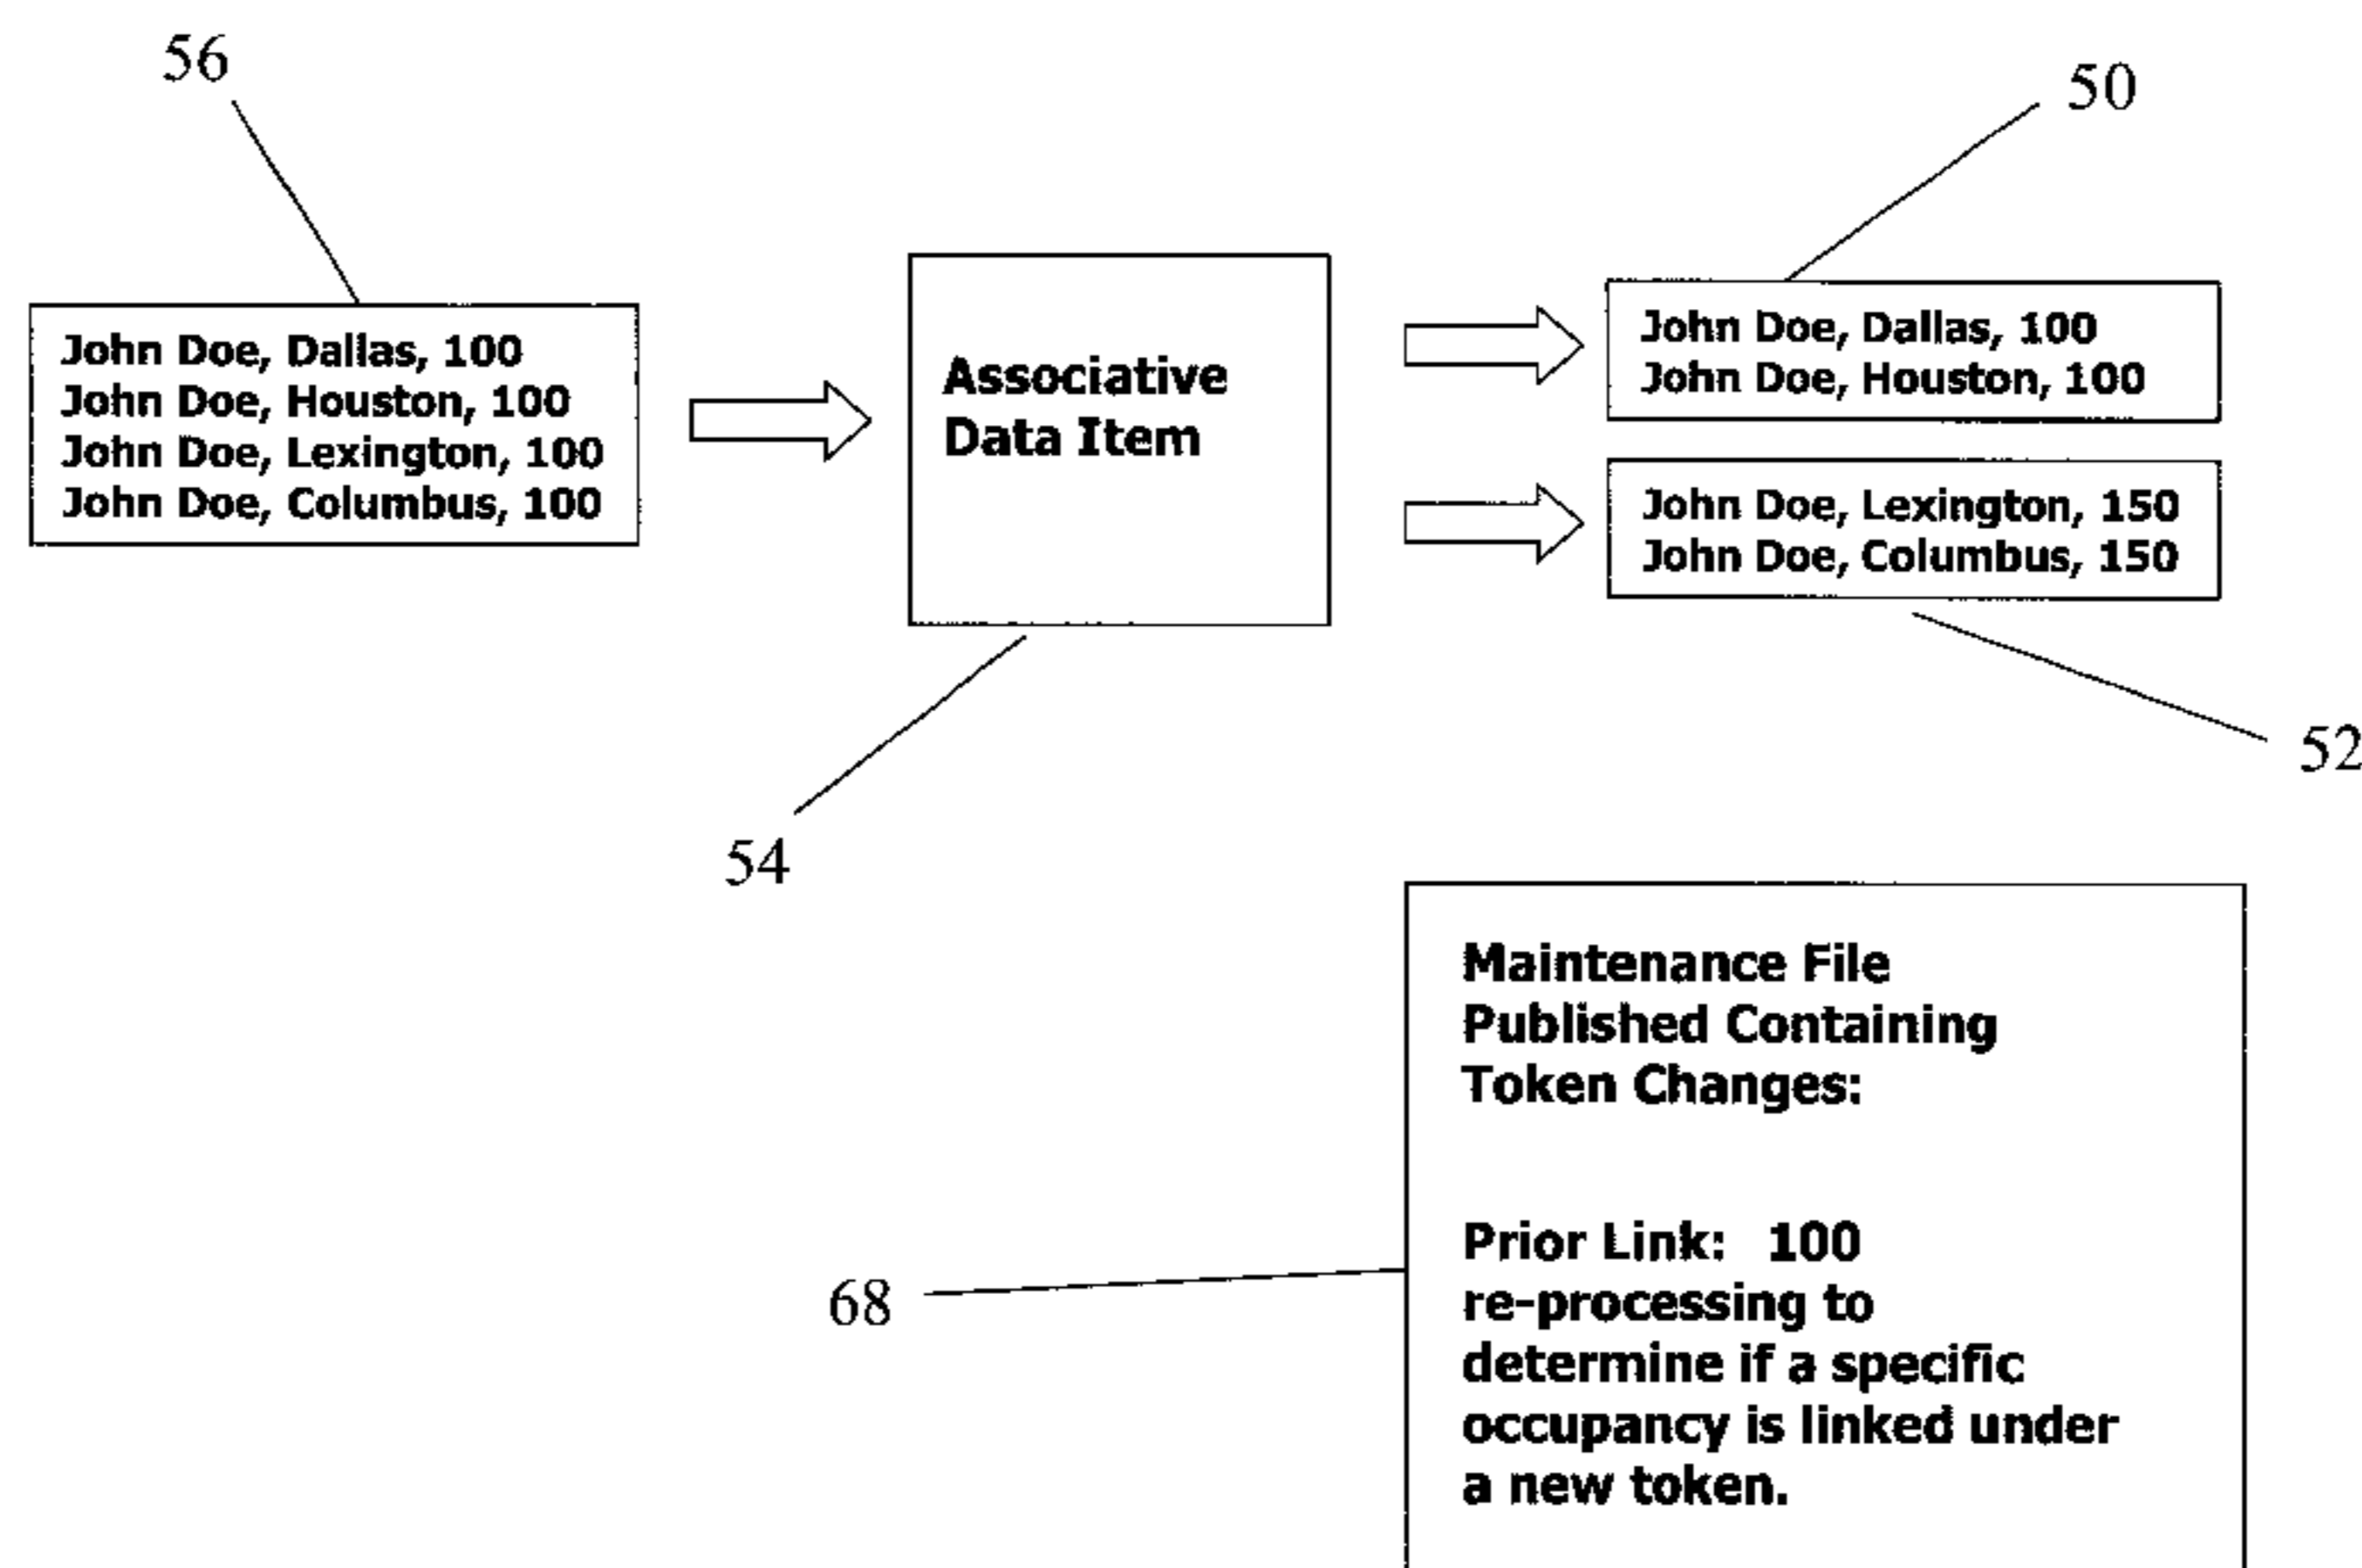 56
50
John Doe, Dallas, 100
John Doe, Houston, 100
John Doe, Lexington, 100
John Doe, Columbus, 100
Associative
Data Item
John Doe, Dallas, 100
John Doe, Houston, 100
John Doe, Lexington, 150
John Doe, Columbus, 150
52
54
Maintenance File
Published Containing
Token Changes:
Prior Link: 100
re-processing to
determine if a specific
occupancy is linked under
a new token.
68